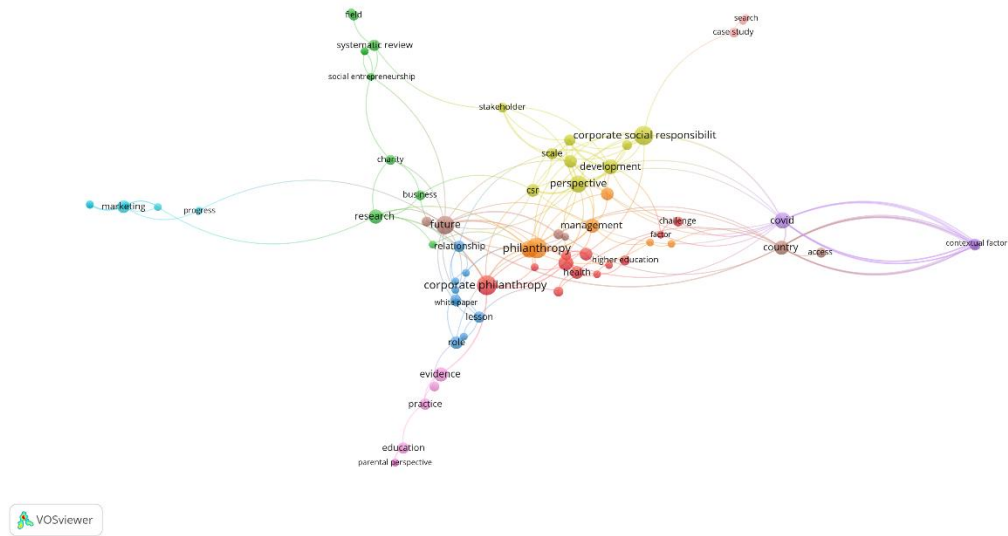 field
search
case study
systematic review
social entrepreneurship
stakeholder
corporate social responsibilit
scale
development
charity
perspective
csr
business
marketing
progress
research
future
management
challenge
covid
factor
relationship
philanthropy
country
contextual factor
access
higher education
health
corporate philanthropy
white paper
lesson
role
evidence
practice
education
parental perspective
VOSviewer